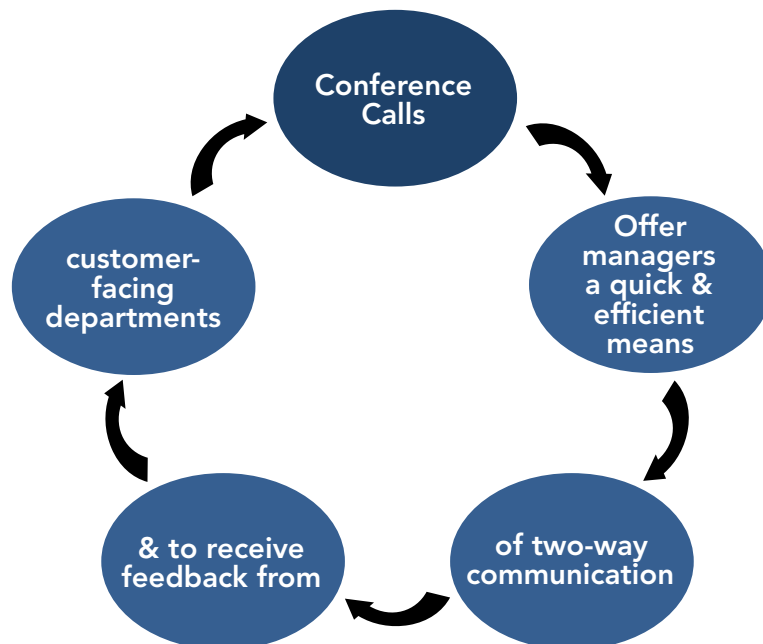 Conference
Calls
Offer
managers
a quick &
efficient
means
of two-way
communication
& to receive
feedback from
customer-
facing
departments